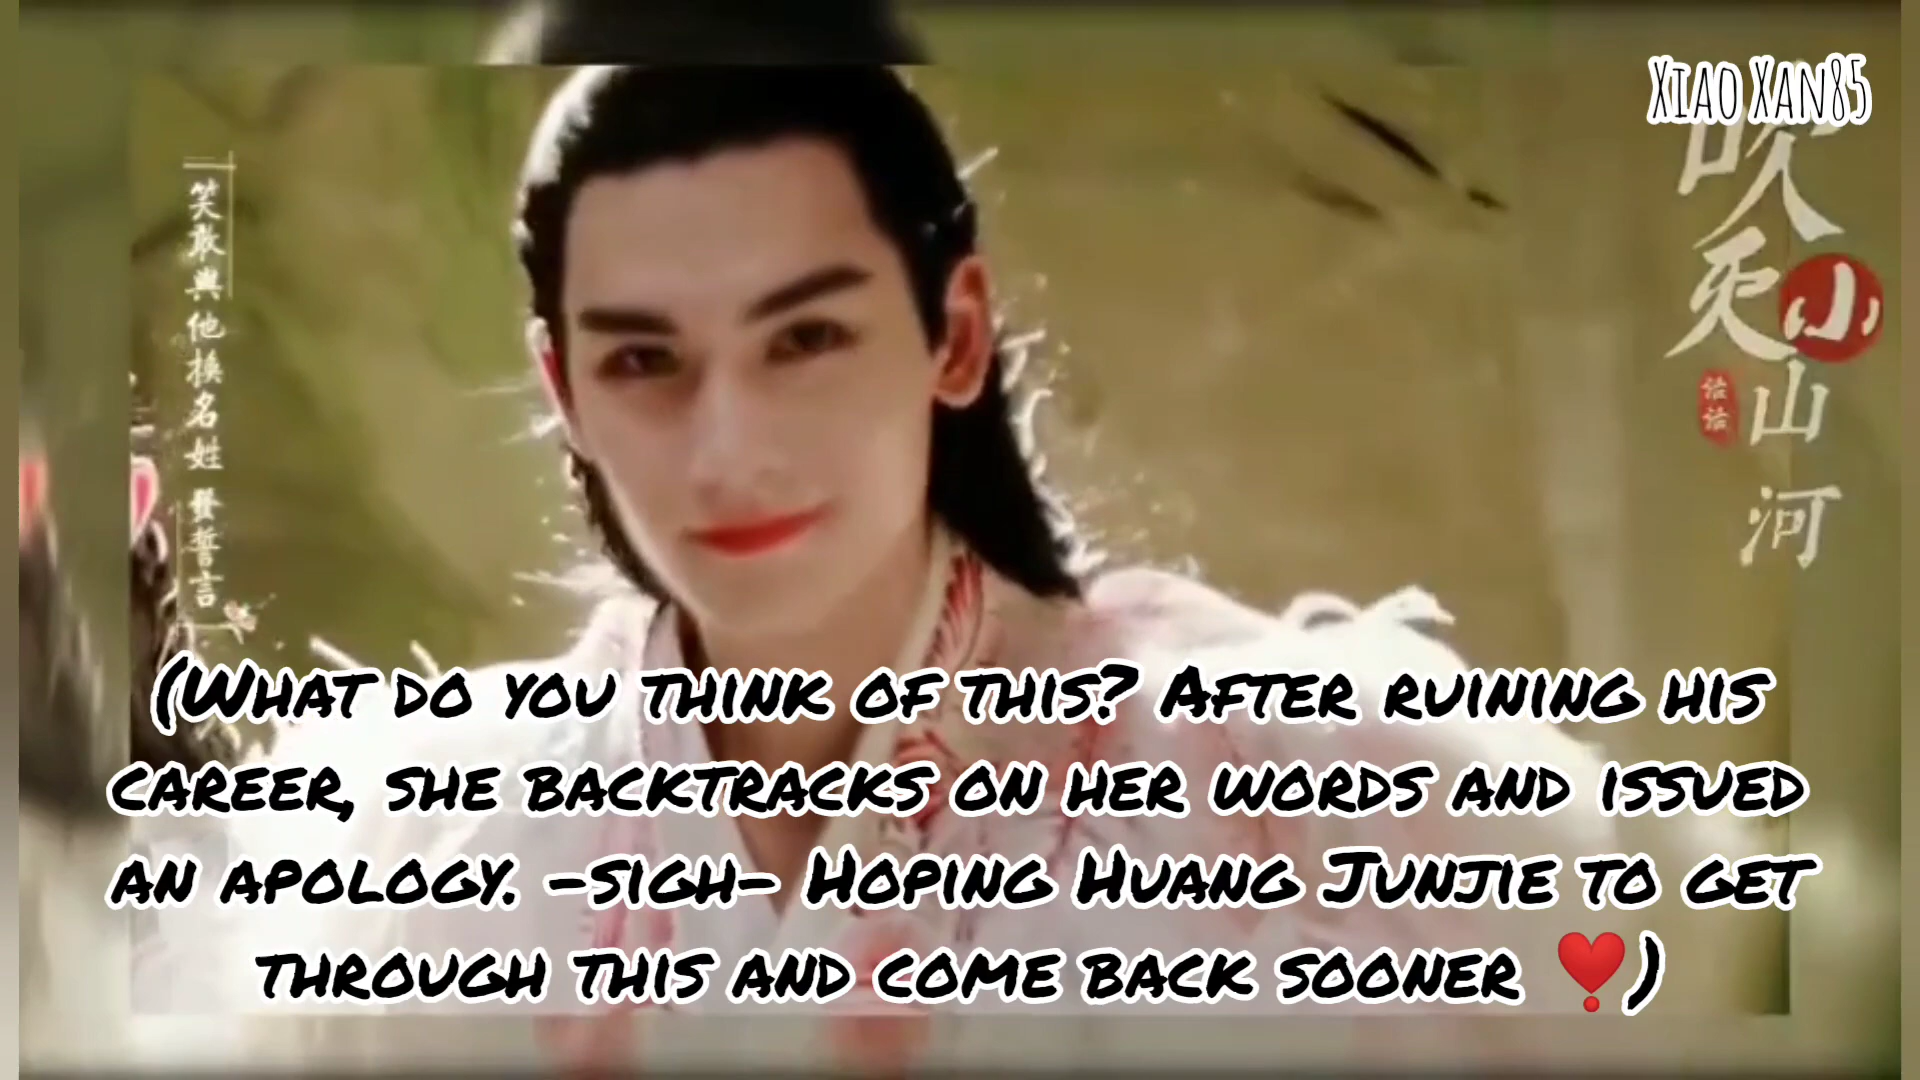 XIAO XAN85
吹灭小山河
笑敢與他換名姓 發誓言
(WHAT DO YOU THINK OF THIS? AFTER RUINING HIS
CAREER, SHE BACKTRACKS ON HER WORDS AND ISSUED
AN APOLOGY. -SIGH- HOPING HUANG JUNJIE TO GET
THROUGH THIS AND COME BACK SOONER ❣️)